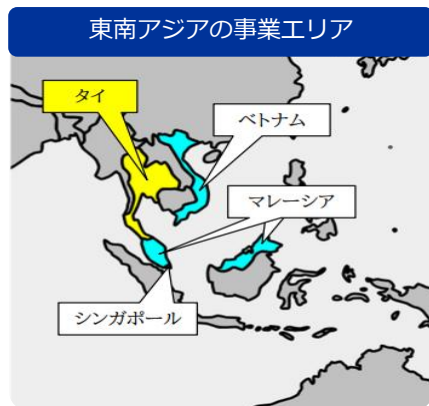 東南アジアの事業エリア
タイ
ベトナム
マレーシア
シンガポール